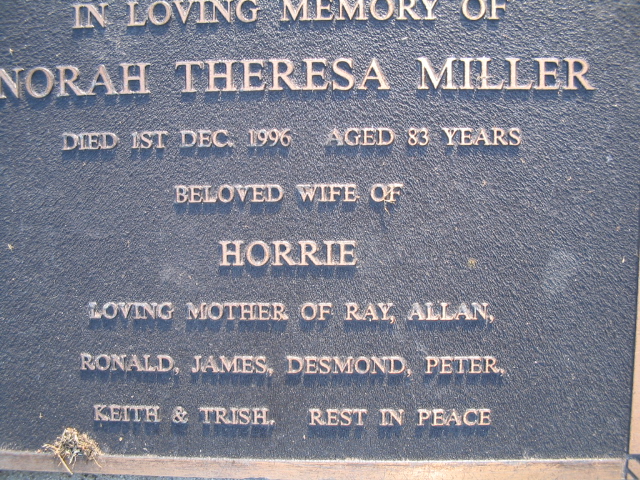 IN LOVING MEMORY OF
NORAH THERESA MILLER
DIED 1ST DEC. 1996 AGED 83 YEARS
BELOVED WIFE OF
HORRIE
LOVING MOTHER OF RAY, ALLAN,
RONALD, JAMES, DESMOND, PETER,
KEITH & TRISH. REST IN PEACE